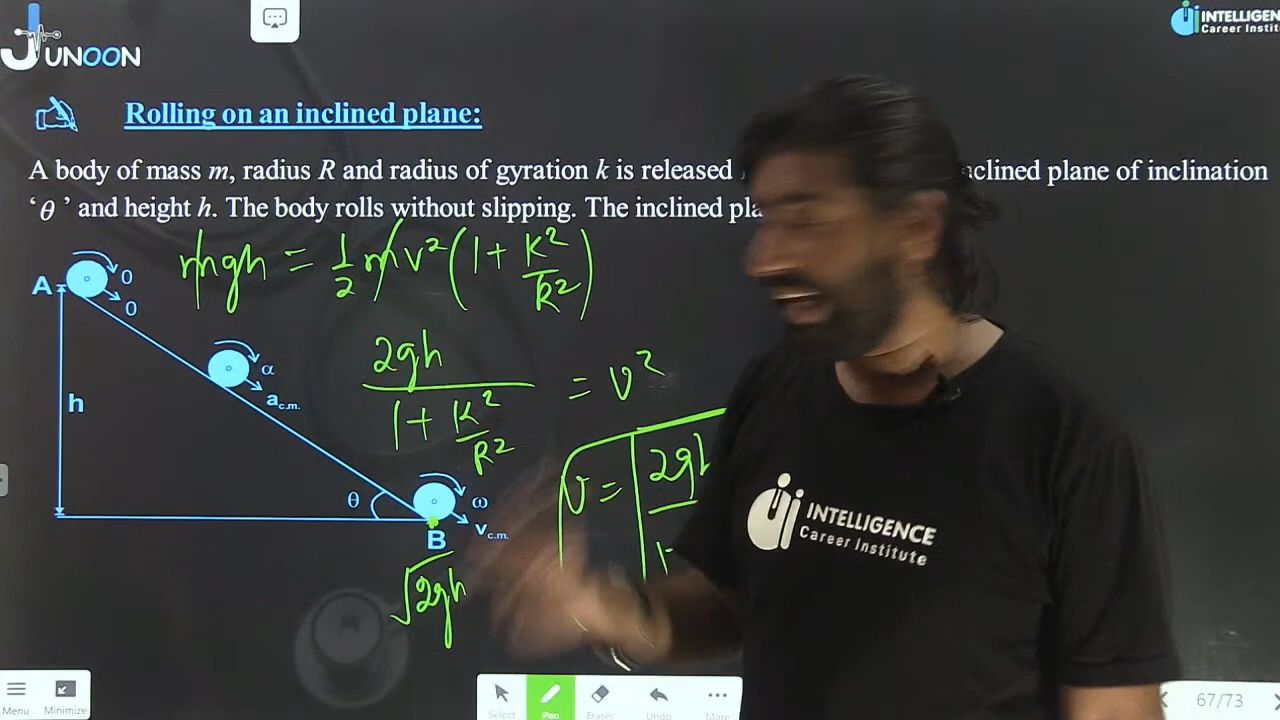 JUNOON
INTELLIGEN
Career Instit
Rolling on an inclined plane:
A body of mass m, radius R and radius of gyration k is released
nclined plane of inclination
‘θ’ and height h. The body rolls without slipping. The inclined pla
mgh = 1/2 mv² (1 + K²/R²)
A
0
0
2gh / (1 + K²/R²) = v²
α
a c.m.
h
v = √2gh
1
θ
ω
v c.m.
B
√2gh
INTELLIGENCE
Career Institute
Menu
Minimize
Select
Pen
Eraser
Undo
More
67/73